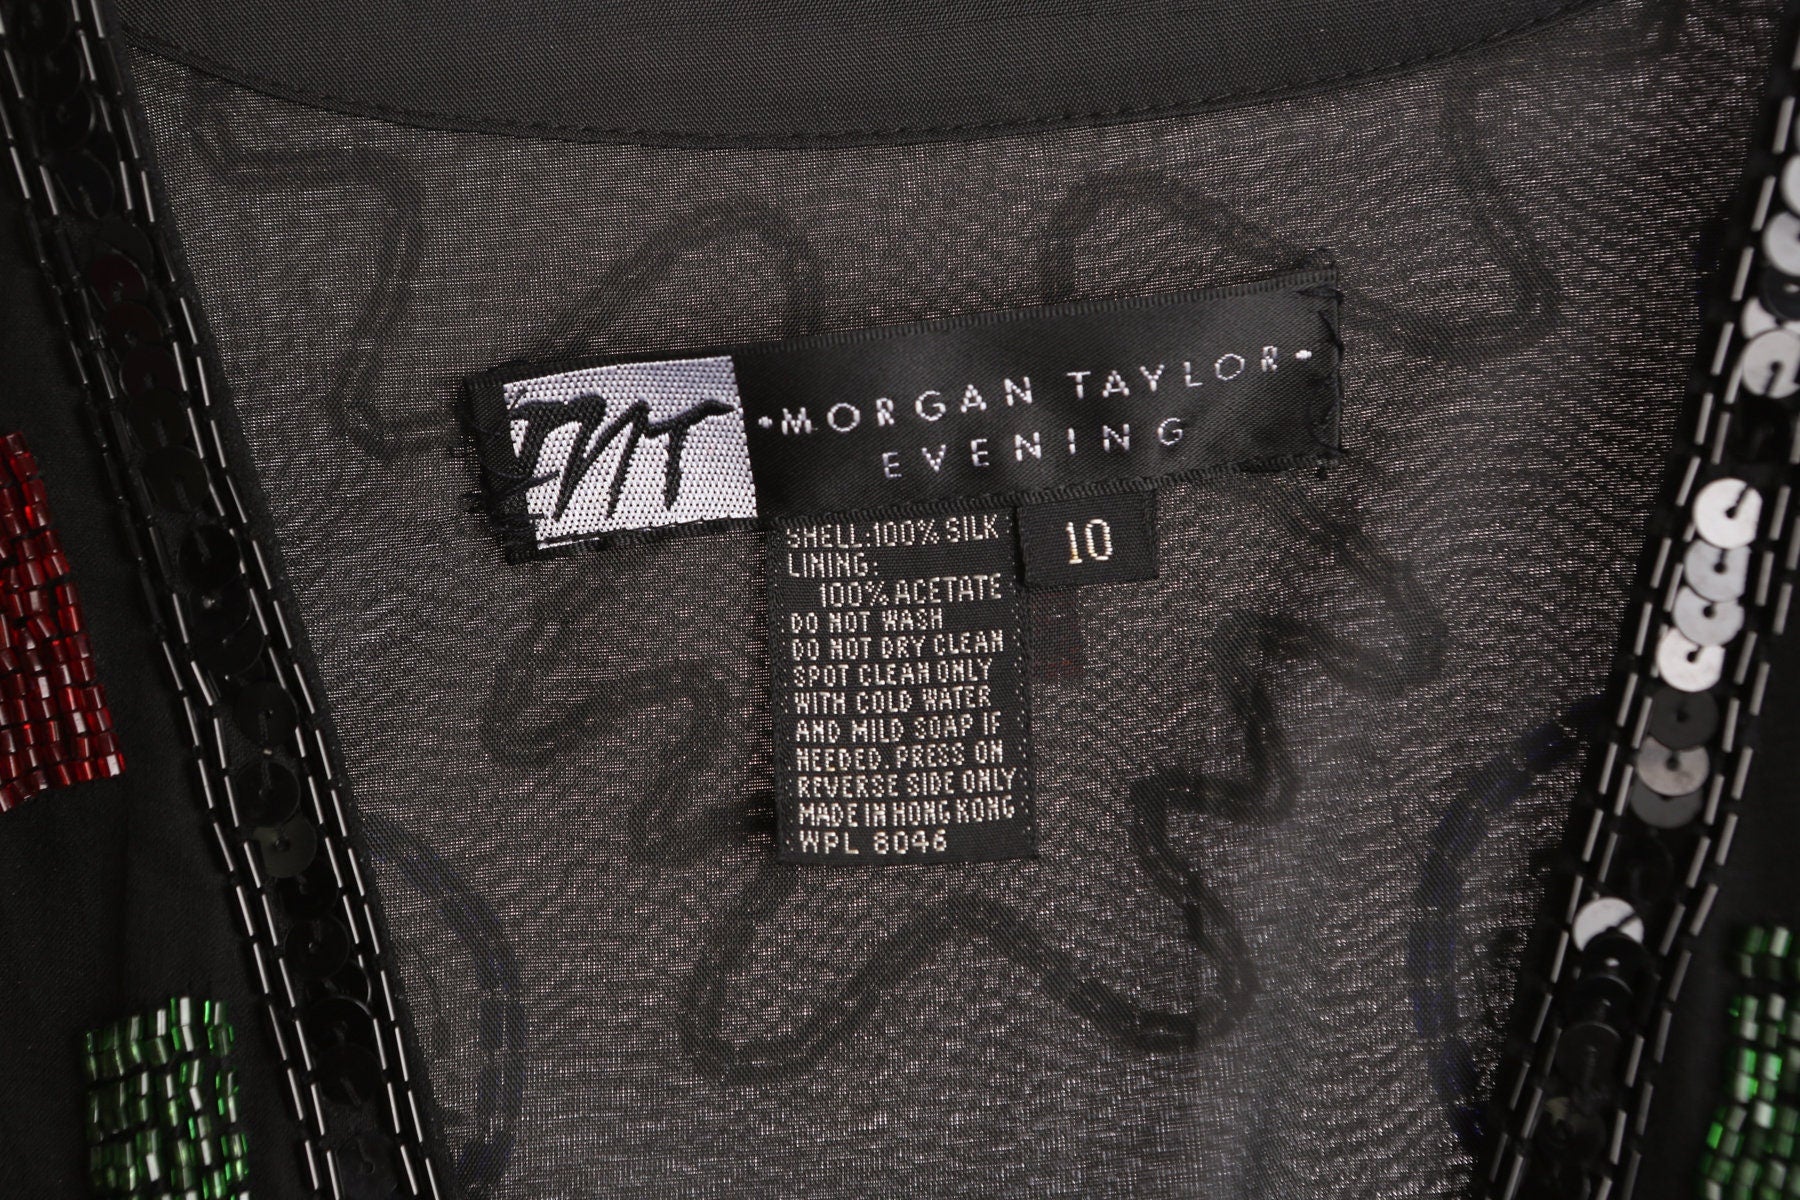 MT
•MORGAN TAYLOR•
EVENING
10
SHELL:100% SILK
LINING:
100% ACETATE
DO NOT WASH
DO NOT DRY CLEAN
SPOT CLEAN ONLY
WITH COLD WATER
AND MILD SOAP IF
NEEDED. PRESS ON
REVERSE SIDE ONLY
MADE IN HONG KONG
WPL 8046